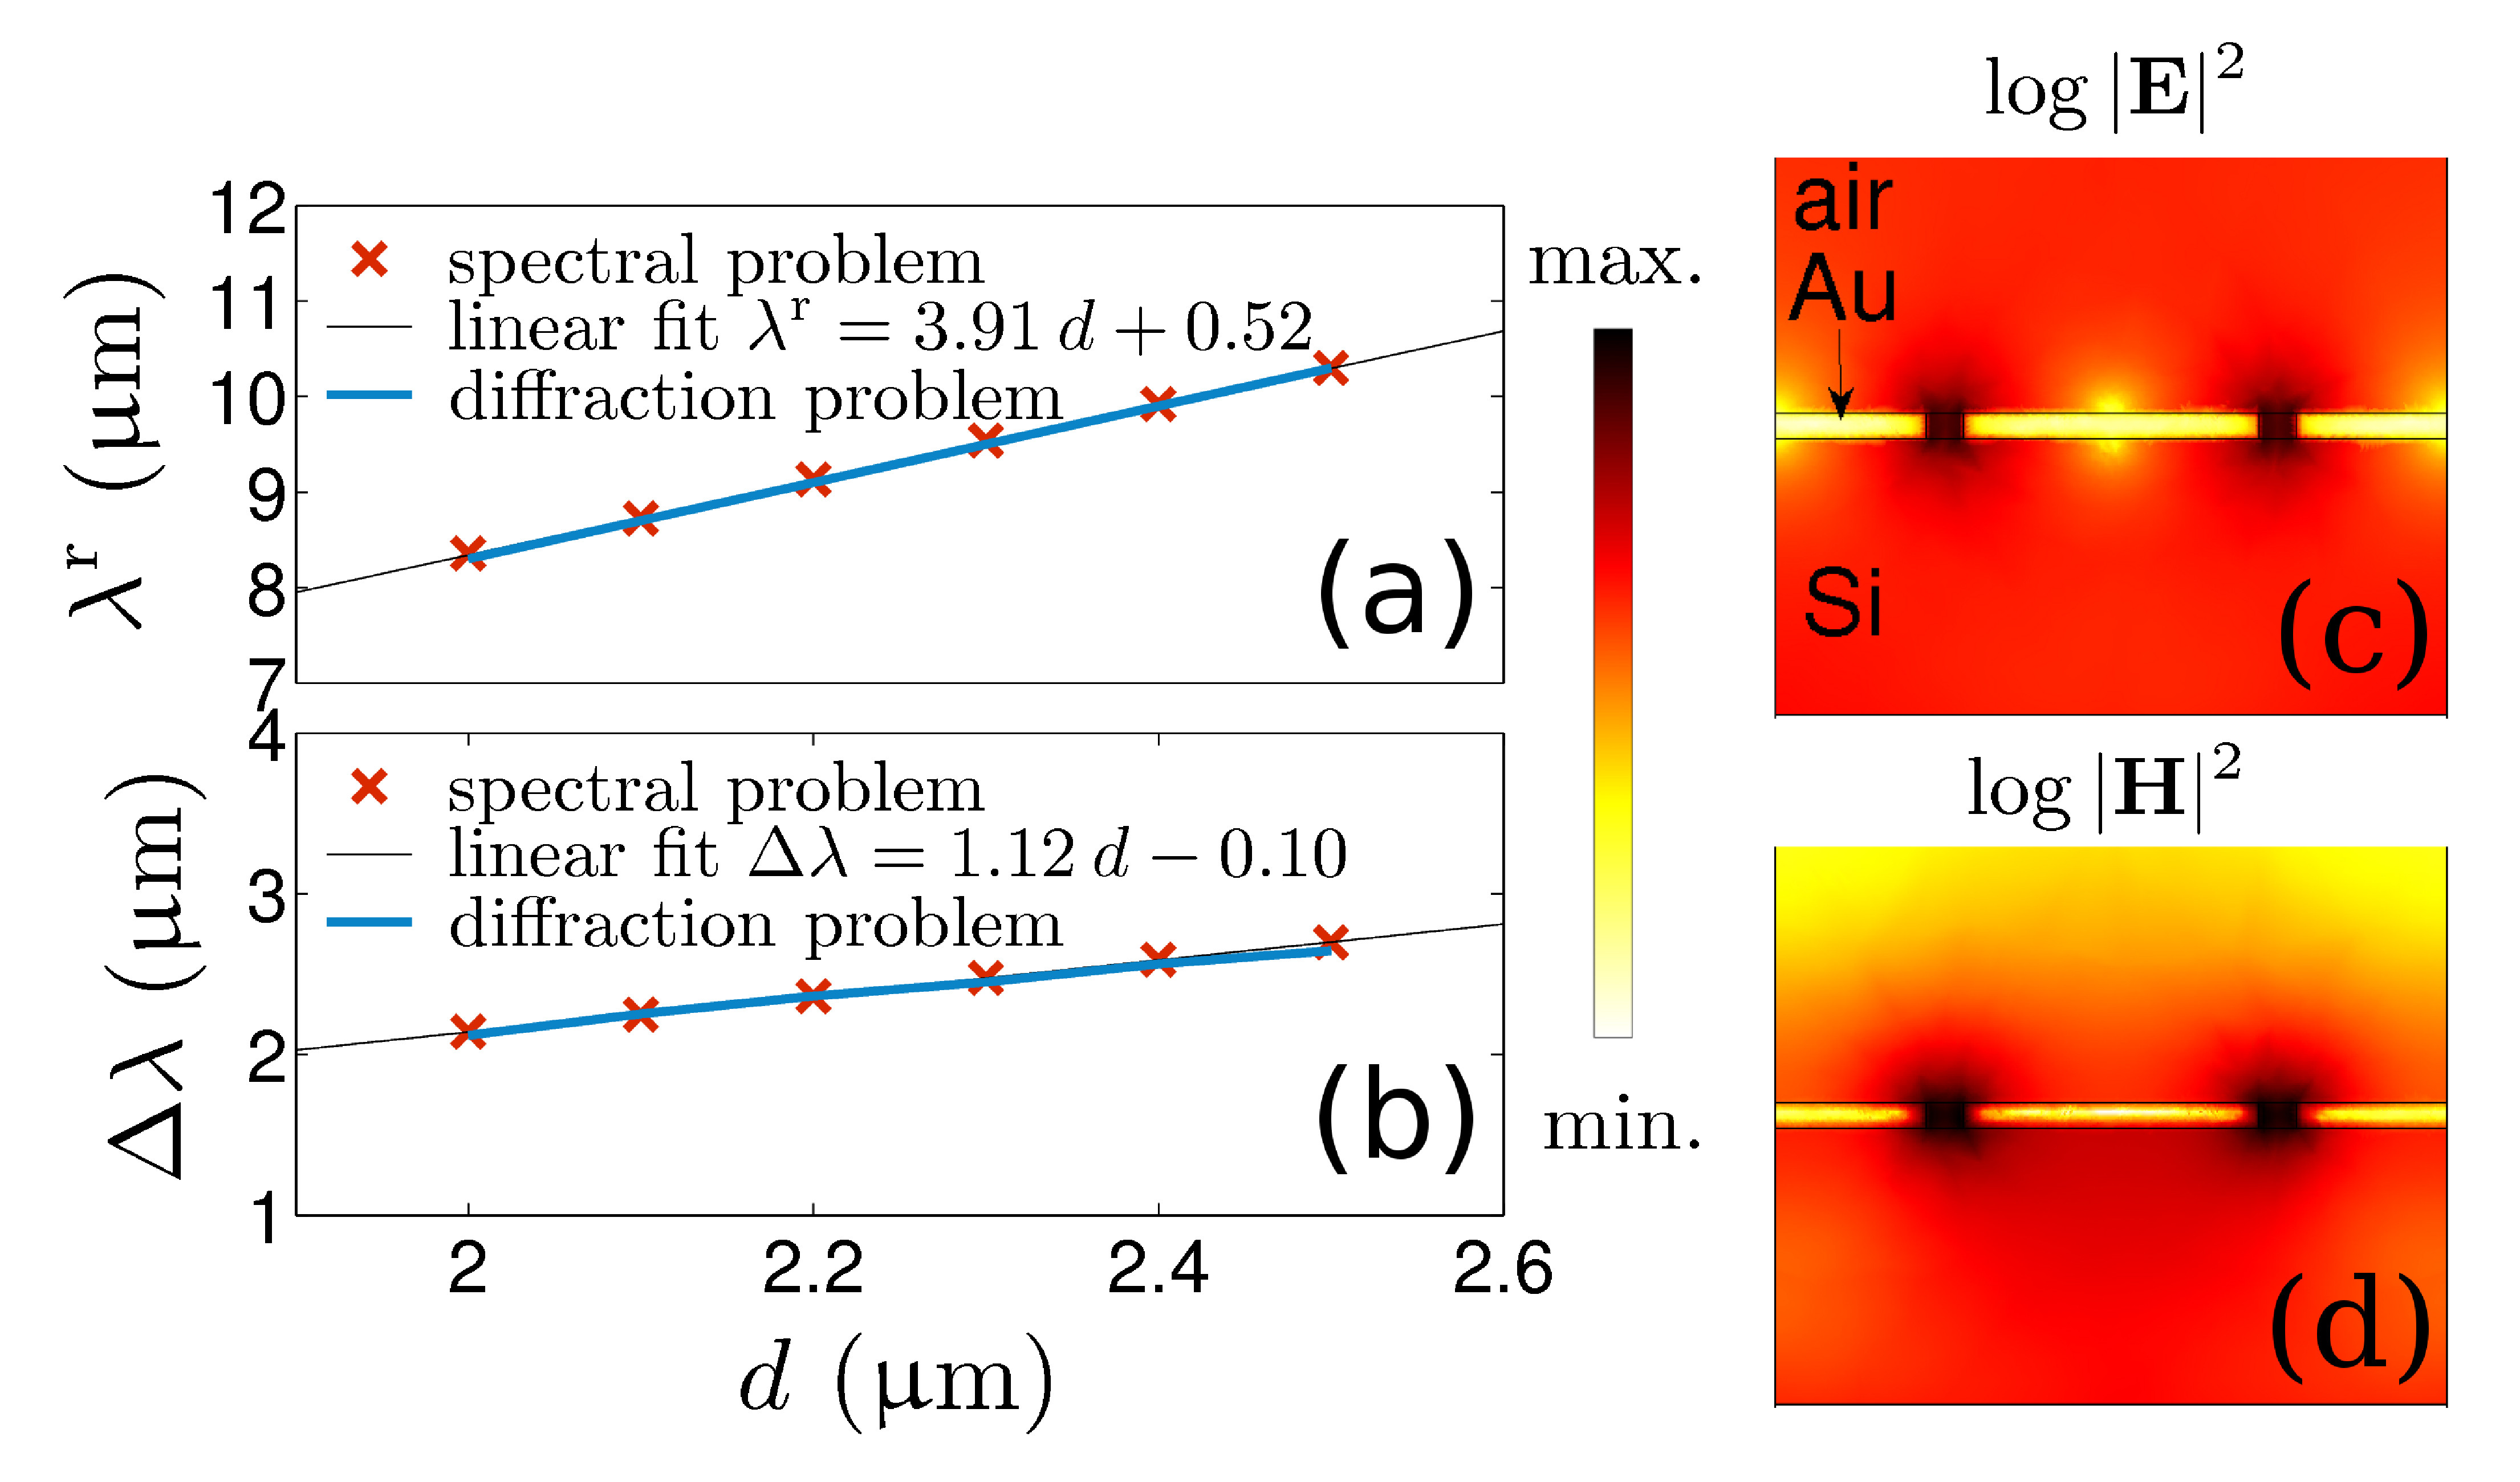 12
11
10
9
8
7
λʳ (μm)
spectral problem
linear fit λʳ = 3.91 d + 0.52
diffraction problem
(a)
4
3
2
1
Δλ (μm)
spectral problem
linear fit Δλ = 1.12 d − 0.10
diffraction problem
(b)
2 2.2 2.4 2.6
d (μm)
max.
min.
log |E|²
air
Au
Si
(c)
log |H|²
(d)